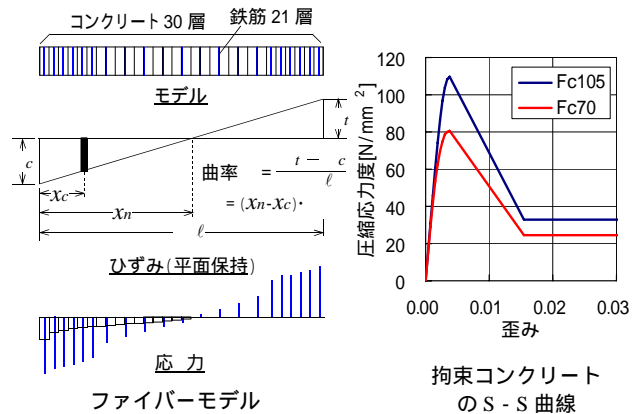 コンクリート 30 層
鉄筋 21 層
モデル
c
t
xc
xn
ℓ
曲率 = t - c
ℓ
= (xn-xc)・
ひずみ(平面保持)
応 力
ファイバーモデル
圧縮応力度[N/mm²]
120
100
80
60
40
20
0
Fc105
Fc70
0.00 0.01 0.02 0.03
歪み
拘束コンクリート
の S - S 曲線